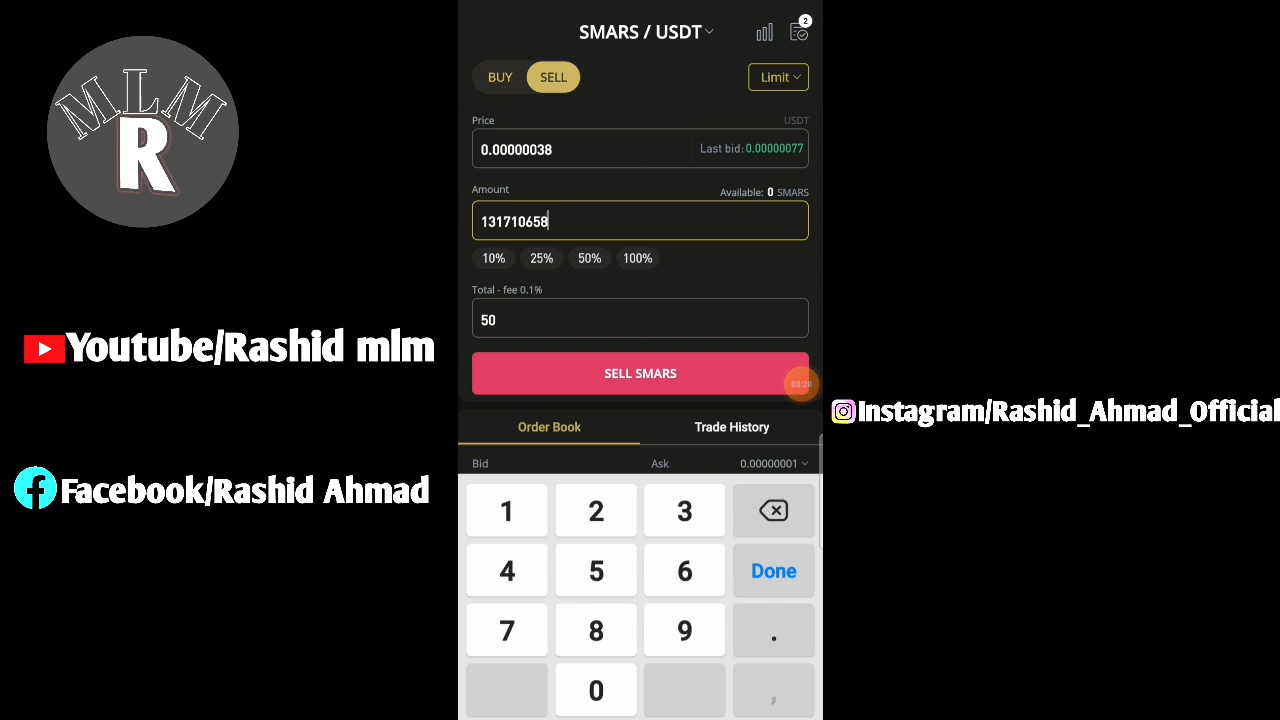 MLM
R
Youtube/Rashid mlm
Facebook/Rashid Ahmad
SMARS / USDT
2
BUY
SELL
Limit
Price
USDT
0.00000038
Last bid: 0.00000077
Amount
Available: 0 SMARS
131710658
10%
25%
50%
100%
Total - fee 0.1%
50
SELL SMARS
03:28
Order Book
Trade History
Bid
Ask
0.00000001
1
2
3
4
5
6
Done
7
8
9
.
0
,
Instagram/Rashid_Ahmad_Official